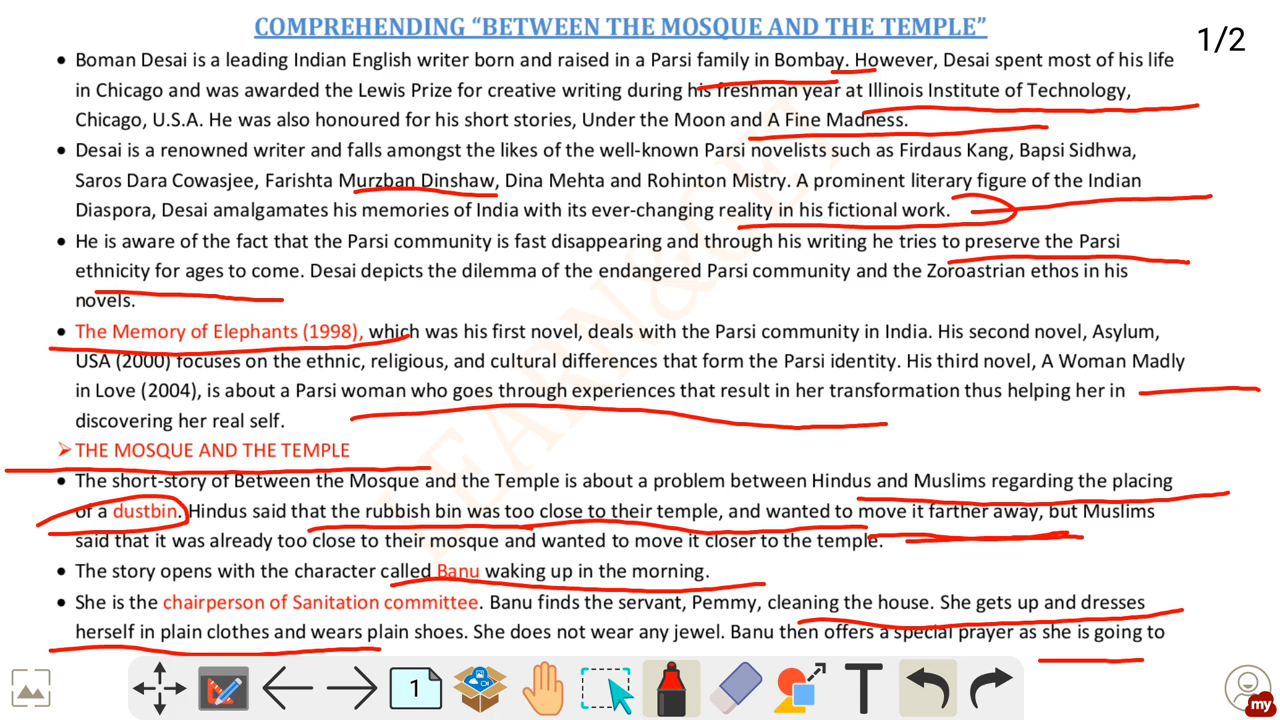 COMPREHENDING “BETWEEN THE MOSQUE AND THE TEMPLE”
1/2
• Boman Desai is a leading Indian English writer born and raised in a Parsi family in Bombay. However, Desai spent most of his life
in Chicago and was awarded the Lewis Prize for creative writing during his freshman year at Illinois Institute of Technology,
Chicago, U.S.A. He was also honoured for his short stories, Under the Moon and A Fine Madness.
• Desai is a renowned writer and falls amongst the likes of the well-known Parsi novelists such as Firdaus Kang, Bapsi Sidhwa,
Saros Dara Cowasjee, Farishta Murzban Dinshaw, Dina Mehta and Rohinton Mistry. A prominent literary figure of the Indian
Diaspora, Desai amalgamates his memories of India with its ever-changing reality in his fictional work.
• He is aware of the fact that the Parsi community is fast disappearing and through his writing he tries to preserve the Parsi
ethnicity for ages to come. Desai depicts the dilemma of the endangered Parsi community and the Zoroastrian ethos in his
novels.
• The Memory of Elephants (1998), which was his first novel, deals with the Parsi community in India. His second novel, Asylum,
USA (2000) focuses on the ethnic, religious, and cultural differences that form the Parsi identity. His third novel, A Woman Madly
in Love (2004), is about a Parsi woman who goes through experiences that result in her transformation thus helping her in
discovering her real self.
➢ THE MOSQUE AND THE TEMPLE
• The short-story of Between the Mosque and the Temple is about a problem between Hindus and Muslims regarding the placing
of a dustbin. Hindus said that the rubbish bin was too close to their temple, and wanted to move it farther away, but Muslims
said that it was already too close to their mosque and wanted to move it closer to the temple.
• The story opens with the character called Banu waking up in the morning.
• She is the chairperson of Sanitation committee. Banu finds the servant, Pemmy, cleaning the house. She gets up and dresses
herself in plain clothes and wears plain shoes. She does not wear any jewel. Banu then offers a special prayer as she is going to
1
T
my